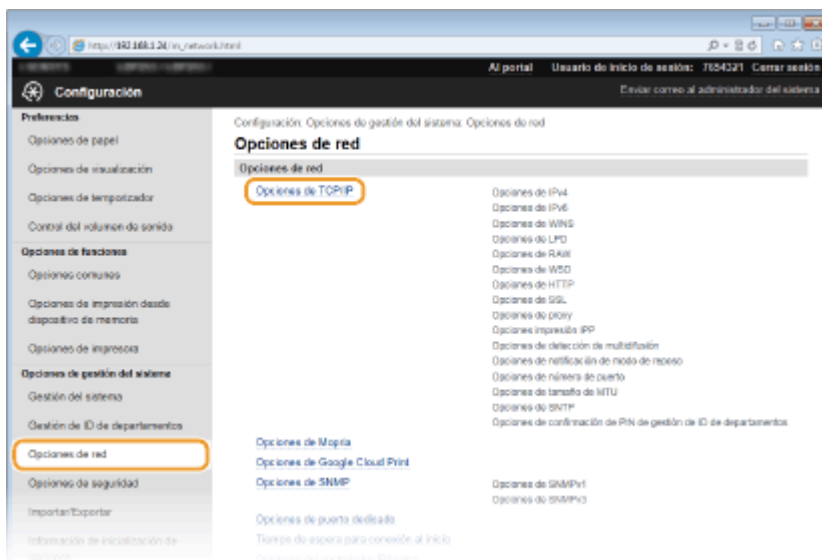 http://192.168.1.24/m_network.html
Al portal Usuario de inicio de sesión: 7654321 Cerrar sesión
Configuración
Enviar correo al administrador del sistema
Preferencias
Opciones de papel
Opciones de visualización
Opciones de temporizador
Control del volumen de sonido
Opciones de funciones
Opciones comunes
Opciones de impresión desde
dispositivo de memoria
Opciones de impresora
Opciones de gestión del sistema
Gestión del sistema
Gestión de ID de departamentos
Opciones de red
Opciones de seguridad
Importar/Exportar
Información de inicialización de
Configuración: Opciones de gestión del sistema: Opciones de red
Opciones de red
Opciones de red
Opciones de TCP/IP
Opciones de IPv4
Opciones de IPv6
Opciones de WINS
Opciones de LPD
Opciones de RAW
Opciones de WSD
Opciones de HTTP
Opciones de SSL
Opciones de proxy
Opciones impresión IPP
Opciones de detección de multidifusión
Opciones de notificación de modo de reposo
Opciones de número de puerto
Opciones de tamaño de MTU
Opciones de SNTP
Opciones de confirmación de PIN de gestión de ID de departamentos
Opciones de Mopria
Opciones de Google Cloud Print
Opciones de SNMP
Opciones de SNMPv1
Opciones de SNMPv3
Opciones de puerto dedicado
Tiempo de espera para conexión al inicio